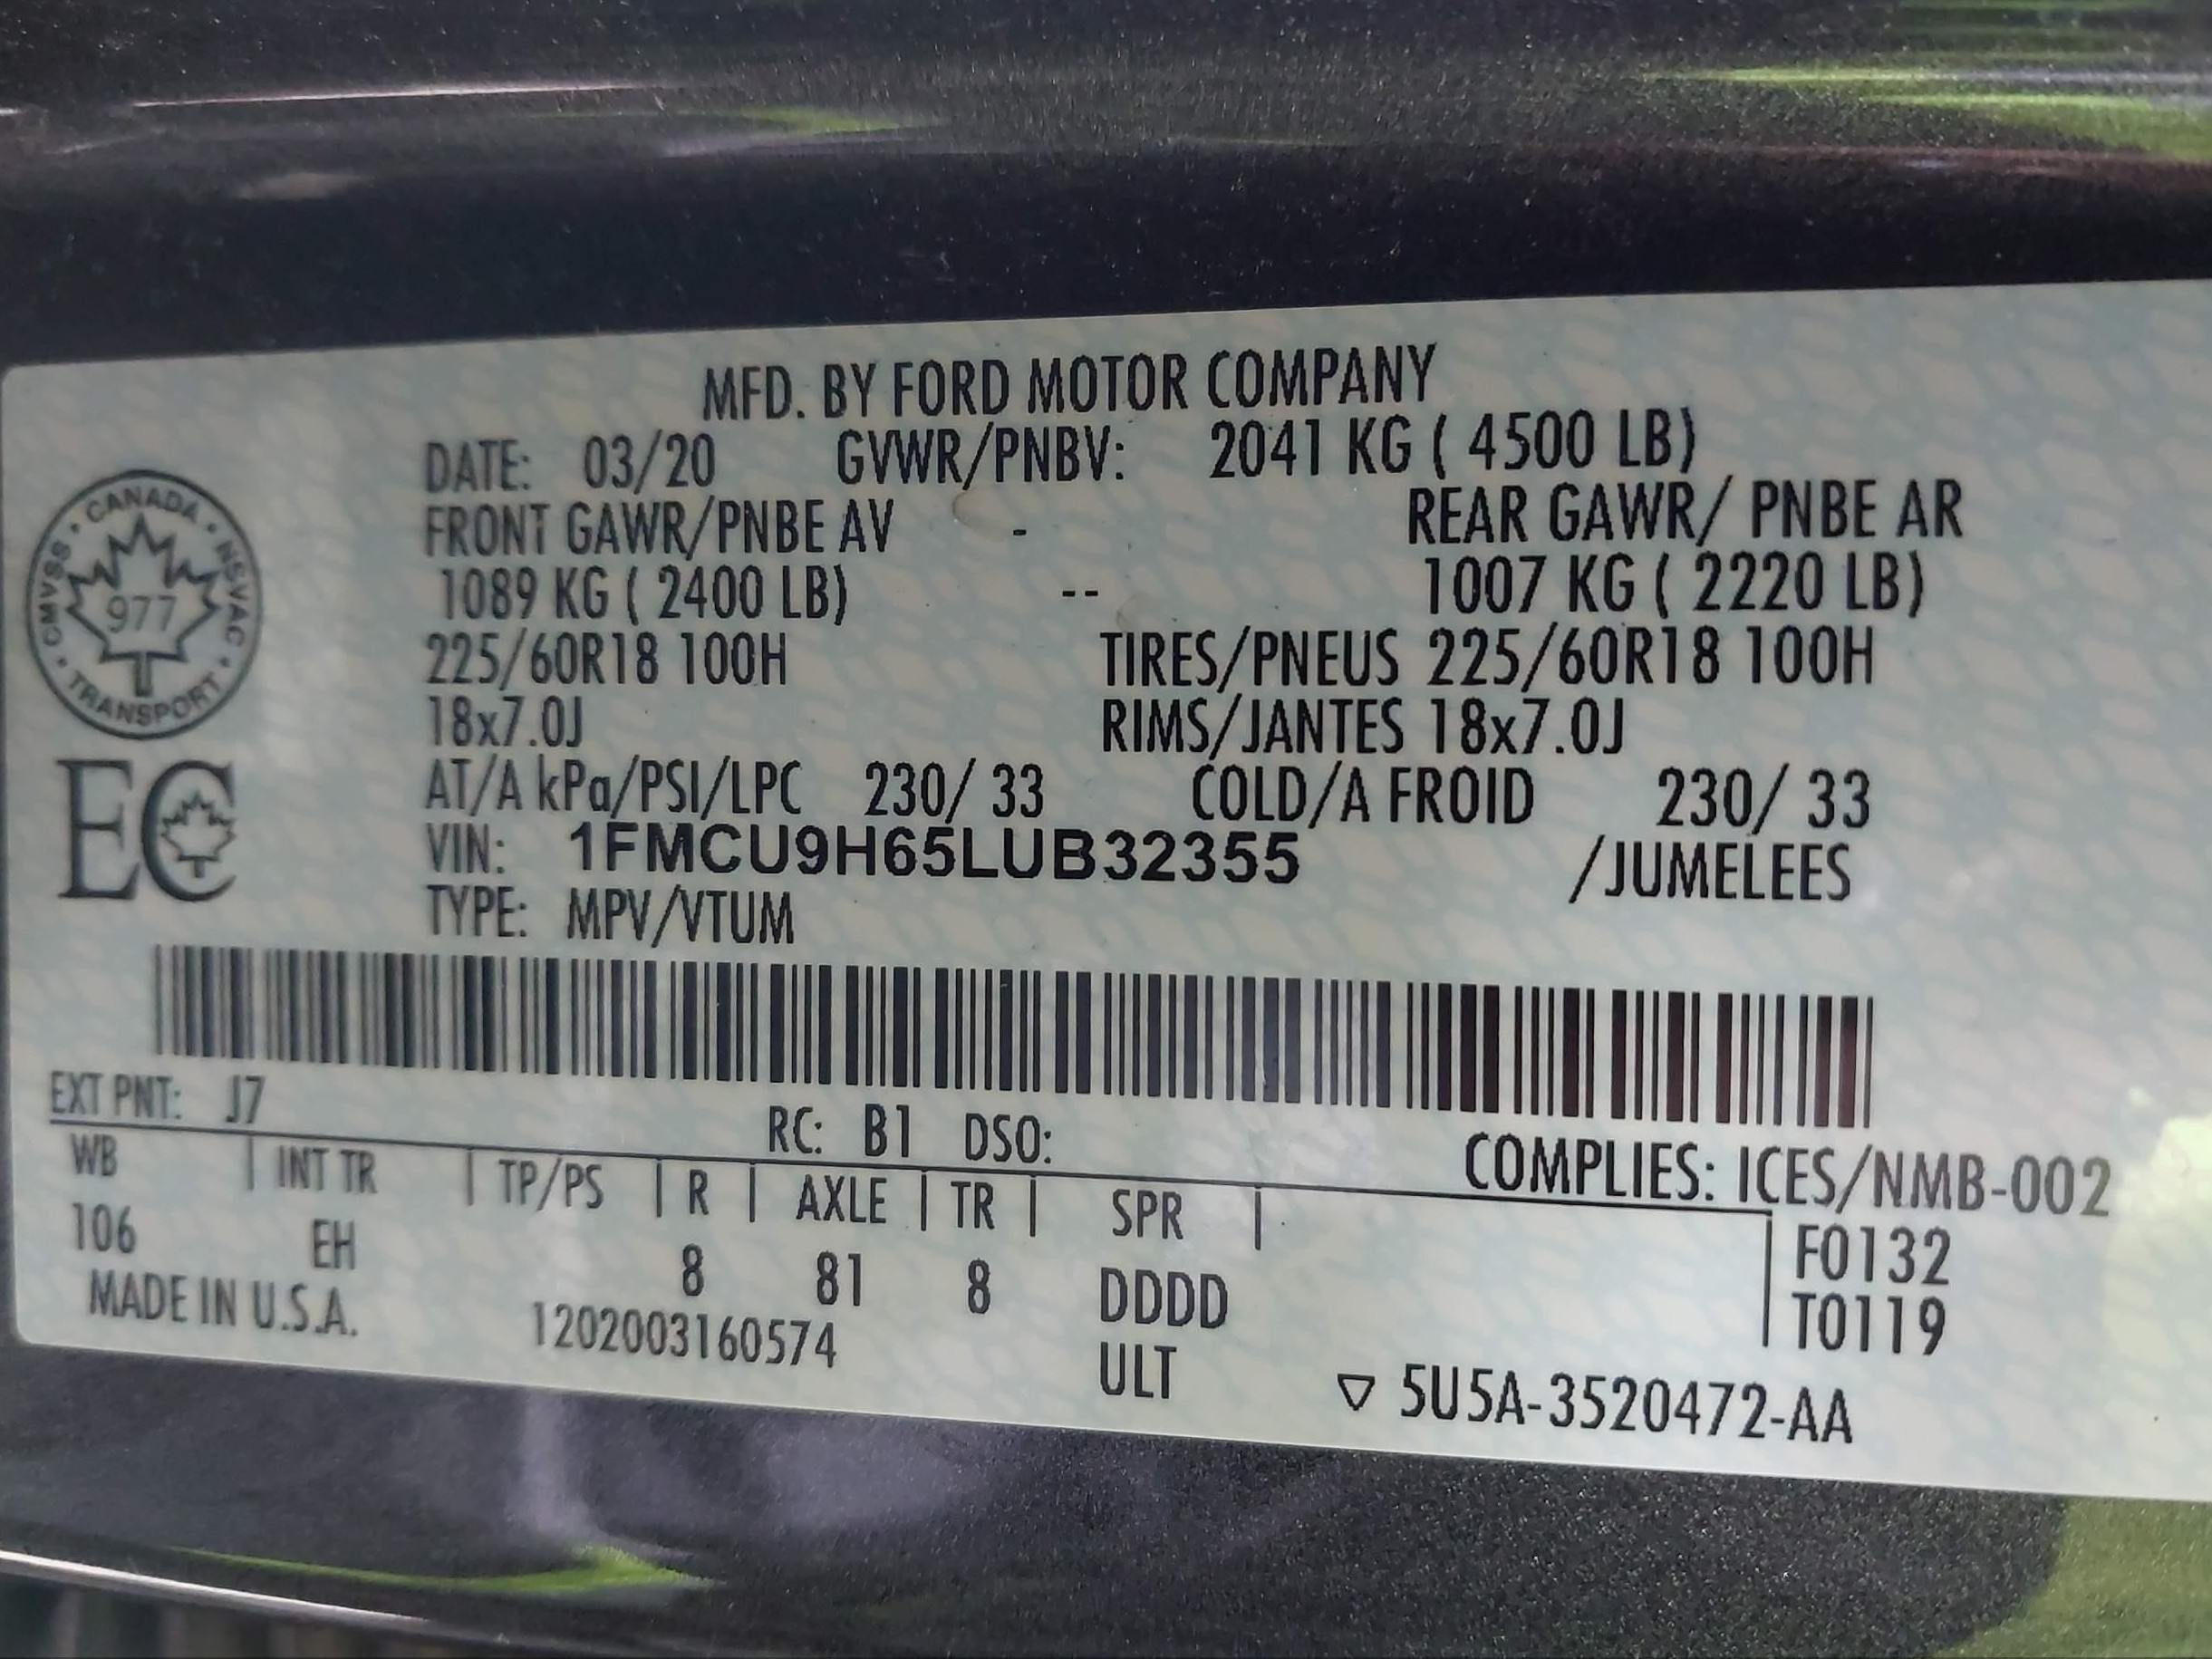 MFD. BY FORD MOTOR COMPANY
DATE: 03/20 GVWR/PNBV: 2041 KG ( 4500 LB)
FRONT GAWR/PNBE AV - REAR GAWR/ PNBE AR
1089 KG ( 2400 LB) -- 1007 KG ( 2220 LB)
225/60R18 100H TIRES/PNEUS 225/60R18 100H
18x7.0J RIMS/JANTES 18x7.0J
AT/A kPa/PSI/LPC 230/ 33 COLD/A FROID 230/ 33
VIN: 1FMCU9H65LUB32355 /JUMELEES
TYPE: MPV/VTUM
CANADA • NSVAC • TRANSPORT • CMVSS •
977
EC
EXT PNT: J7 RC: B1 DSO:
COMPLIES: ICES/NMB-002
WB | INT TR | TP/PS | R | AXLE | TR | SPR |
106 EH 8 81 8 DDDD
F0132
T0119
MADE IN U.S.A. 1202003160574 ULT
▽ 5U5A-3520472-AA